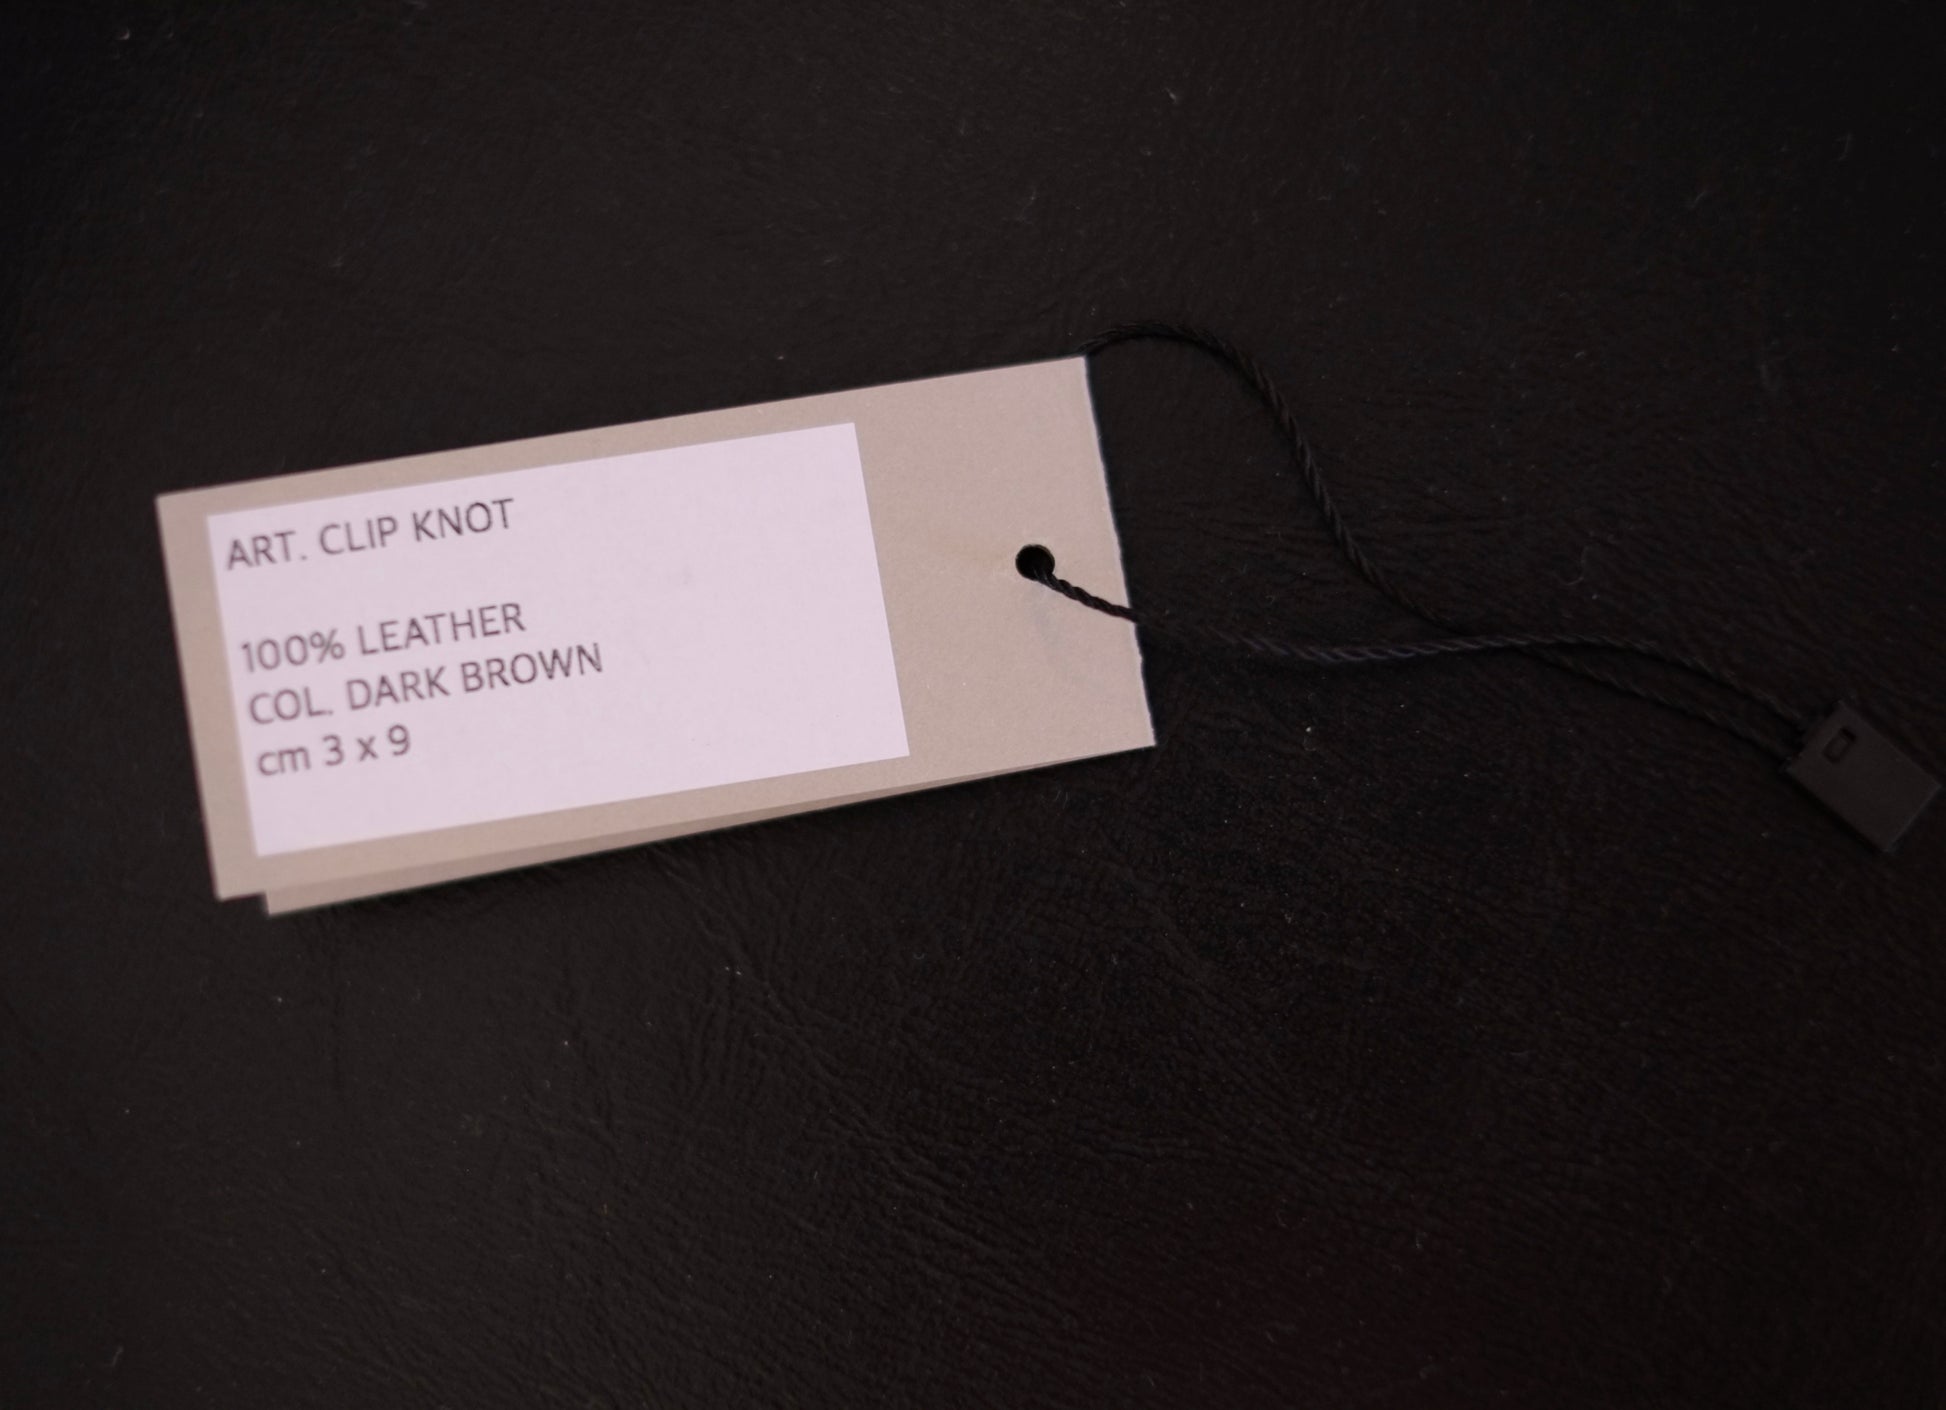 ART. CLIP KNOT
100% LEATHER
COL. DARK BROWN
cm 3 x 9